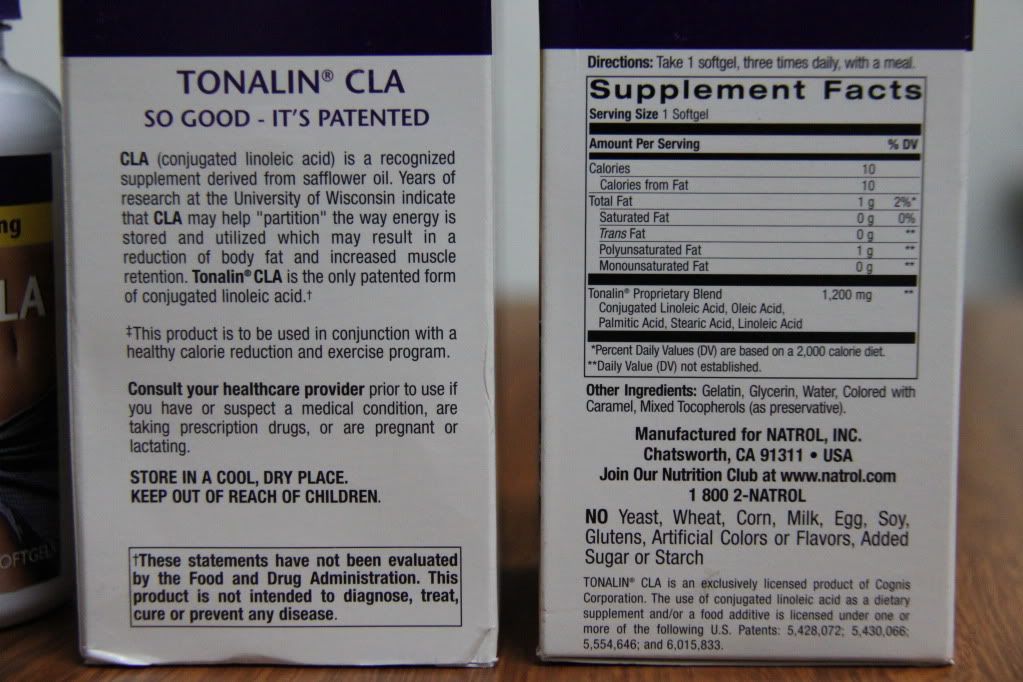 ng
LA
OFTGEL
TONALIN® CLA
SO GOOD - IT'S PATENTED
CLA (conjugated linoleic acid) is a recognized
supplement derived from safflower oil. Years of
research at the University of Wisconsin indicate
that CLA may help "partition" the way energy is
stored and utilized which may result in a
reduction of body fat and increased muscle
retention. Tonalin® CLA is the only patented form
of conjugated linoleic acid.†
‡This product is to be used in conjunction with a
healthy calorie reduction and exercise program.
Consult your healthcare provider prior to use if
you have or suspect a medical condition, are
taking prescription drugs, or are pregnant or
lactating.
STORE IN A COOL, DRY PLACE.
KEEP OUT OF REACH OF CHILDREN.
†These statements have not been evaluated
by the Food and Drug Administration. This
product is not intended to diagnose, treat,
cure or prevent any disease.
Directions: Take 1 softgel, three times daily, with a meal.
Supplement Facts
Serving Size 1 Softgel
Amount Per Serving % DV
Calories 10
Calories from Fat 10
Total Fat 1 g 2%*
Saturated Fat 0 g 0%
Trans Fat 0 g **
Polyunsaturated Fat 1 g **
Monounsaturated Fat 0 g **
Tonalin® Proprietary Blend 1,200 mg **
Conjugated Linoleic Acid, Oleic Acid,
Palmitic Acid, Stearic Acid, Linoleic Acid
*Percent Daily Values (DV) are based on a 2,000 calorie diet.
**Daily Value (DV) not established.
Other Ingredients: Gelatin, Glycerin, Water, Colored with
Caramel, Mixed Tocopherols (as preservative).
Manufactured for NATROL, INC.
Chatsworth, CA 91311 • USA
Join Our Nutrition Club at www.natrol.com
1 800 2-NATROL
NO Yeast, Wheat, Corn, Milk, Egg, Soy,
Glutens, Artificial Colors or Flavors, Added
Sugar or Starch
TONALIN® CLA is an exclusively licensed product of Cognis
Corporation. The use of conjugated linoleic acid as a dietary
supplement and/or a food additive is licensed under one or
more of the following U.S. Patents: 5,428,072; 5,430,066;
5,554,646; and 6,015,833.